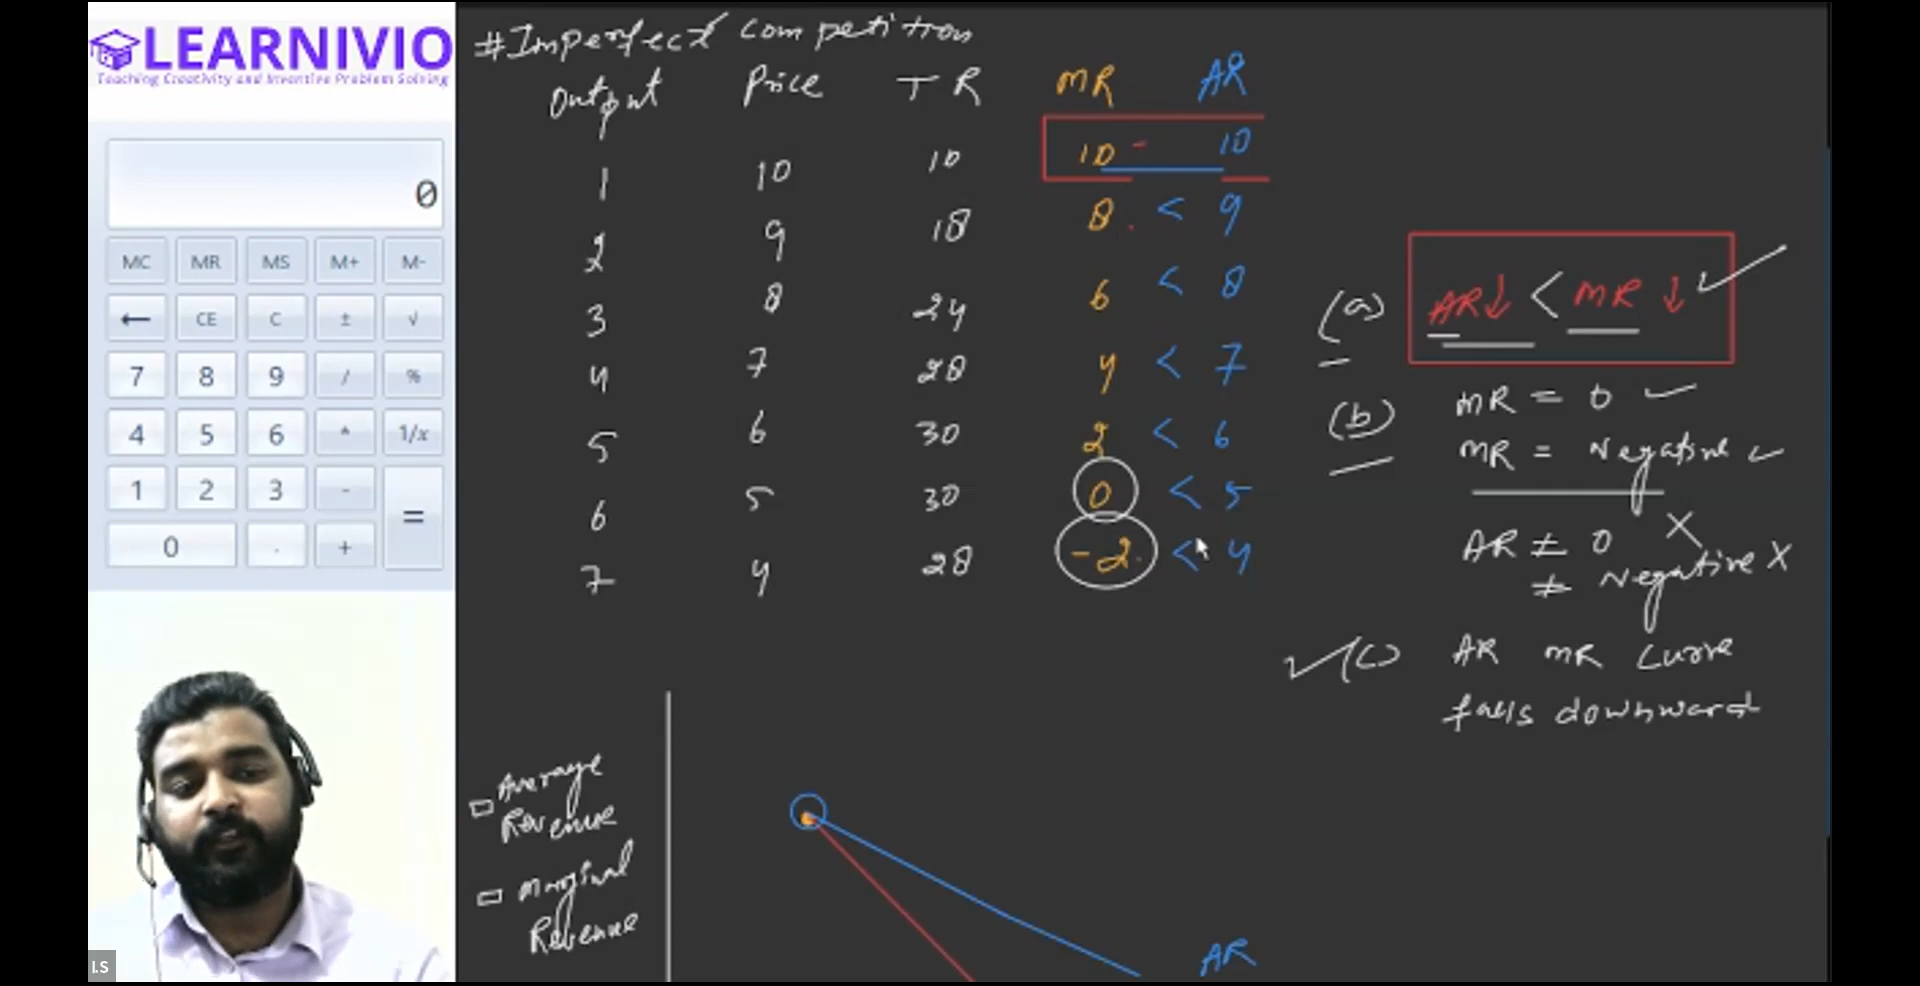 LEARNIVIO
Teaching Creativity and Inventive Problem Solving
0
MC MR MS M+ M-
← CE C ± √
7 8 9 / %
4 5 6 * 1/x
1 2 3 - =
0 . +
I.S
#Imperfect competition
Output Price TR MR AR
1 10 10 10 - 10
2 9 18 8 < 9
3 8 24 6 < 8
4 7 28 4 < 7
5 6 30 2 < 6
6 5 30 0 < 5
7 4 28 -2 < 4
(a) AR↓ < MR↓ ✓
(b) MR = 0 ✓
MR = Negative ✓
AR ≠ 0 X
≠ Negative X
✓(c) AR MR Curve
falls downward
Average
Revenue
Marginal
Revenue
AR